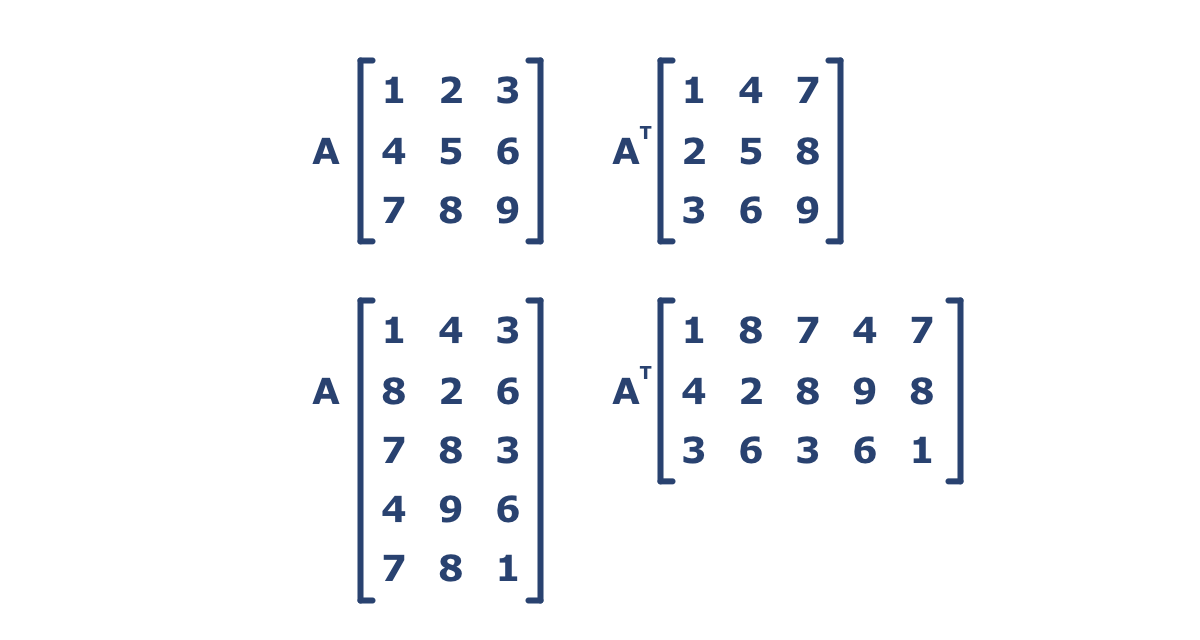 A [1 2 3
4 5 6
7 8 9]
Aᵀ [1 4 7
2 5 8
3 6 9]
A [1 4 3
8 2 6
7 8 3
4 9 6
7 8 1]
Aᵀ [1 8 7 4 7
4 2 8 9 8
3 6 3 6 1]